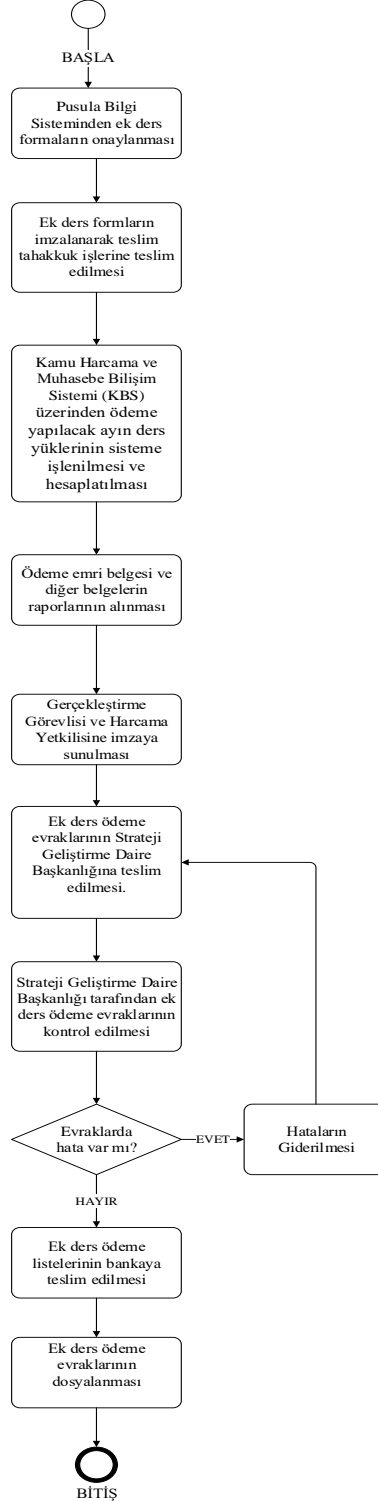 BAŞLA
Pusula Bilgi
Sisteminden ek ders
formaların onaylanması
Ek ders formların
imzalanarak teslim
tahakkuk işlerine teslim
edilmesi
Kamu Harcama ve
Muhasebe Bilişim
Sistemi (KBS)
üzerinden ödeme
yapılacak ayın ders
yüklerinin sisteme
işlenilmesi ve
hesaplatılması
Ödeme emri belgesi ve
diğer belgelerin
raporlarının alınması
Gerçekleştirme
Görevlisi ve Harcama
Yetkilisine imzaya
sunulması
Ek ders ödeme
evraklarının Strateji
Geliştirme Daire
Başkanlığına teslim
edilmesi.
Strateji Geliştirme Daire
Başkanlığı tarafından ek
ders ödeme evraklarının
kontrol edilmesi
Evraklarda
hata var mı?
EVET
Hataların
Giderilmesi
HAYIR
Ek ders ödeme
listelerinin bankaya
teslim edilmesi
Ek ders ödeme
evraklarının
dosyalanması
BİTİŞ